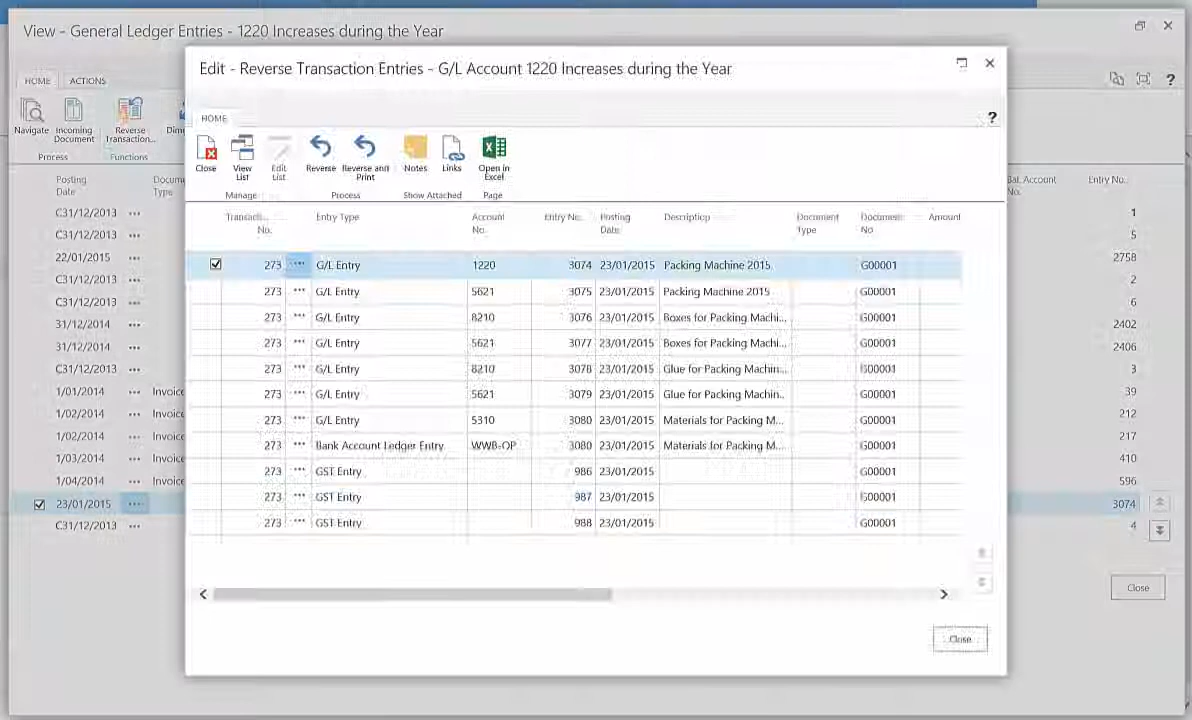 View - General Ledger Entries - 1220 Increases during the Year
HOME ACTIONS
Navigate Incoming Document Reverse Transaction... Dim
Process Functions
Posting Date Docum Type Bal. Account No. Entry No.
C31/12/2013 ••• 1
C31/12/2013 ••• 5
22/01/2015 ••• 2758
C31/12/2013 ••• 2
C31/12/2013 ••• 6
31/12/2014 ••• 2402
31/12/2014 ••• 2406
C31/12/2013 ••• 3
1/01/2014 ••• Invoice 39
1/02/2014 ••• Invoice 212
1/02/2014 ••• Invoice 217
1/03/2014 ••• Invoice 410
1/04/2014 ••• Invoice 596
23/01/2015 ••• 3074
C31/12/2013 ••• 4
Close
Edit - Reverse Transaction Entries - G/L Account 1220 Increases during the Year
HOME
?
Close View List Edit List Reverse Reverse and Print Notes Links Open in Excel
Manage Process Show Attached Page
Transacti... No. Entry Type Account No. Entry No. Posting Date Description Document Type Document No. Amount
273 ••• G/L Entry 1220 3074 23/01/2015 Packing Machine 2015 G00001
273 ••• G/L Entry 5621 3075 23/01/2015 Packing Machine 2015 G00001
273 ••• G/L Entry 8210 3076 23/01/2015 Boxes for Packing Machi... G00001
273 ••• G/L Entry 5621 3077 23/01/2015 Boxes for Packing Machi... G00001
273 ••• G/L Entry 8210 3078 23/01/2015 Glue for Packing Machin... G00001
273 ••• G/L Entry 5621 3079 23/01/2015 Glue for Packing Machin... G00001
273 ••• G/L Entry 5310 3080 23/01/2015 Materials for Packing M... G00001
273 ••• Bank Account Ledger Entry WWB-OP 3080 23/01/2015 Materials for Packing M... G00001
273 ••• GST Entry 986 23/01/2015 G00001
273 ••• GST Entry 987 23/01/2015 G00001
273 ••• GST Entry 988 23/01/2015 G00001
Close